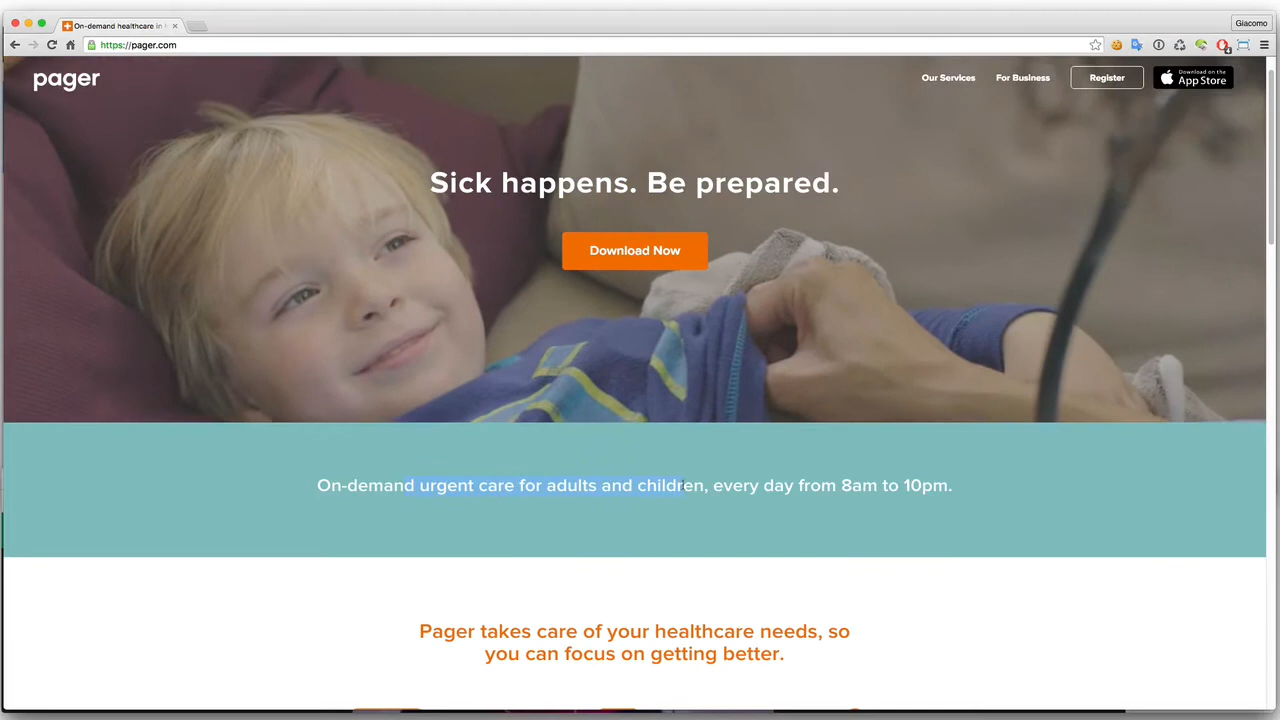 On-demand healthcare in
Giacomo
https://pager.com
pager
Our Services
For Business
Register
Download on the
App Store
Sick happens. Be prepared.
Download Now
On-demand urgent care for adults and children, every day from 8am to 10pm.
Pager takes care of your healthcare needs, so
you can focus on getting better.